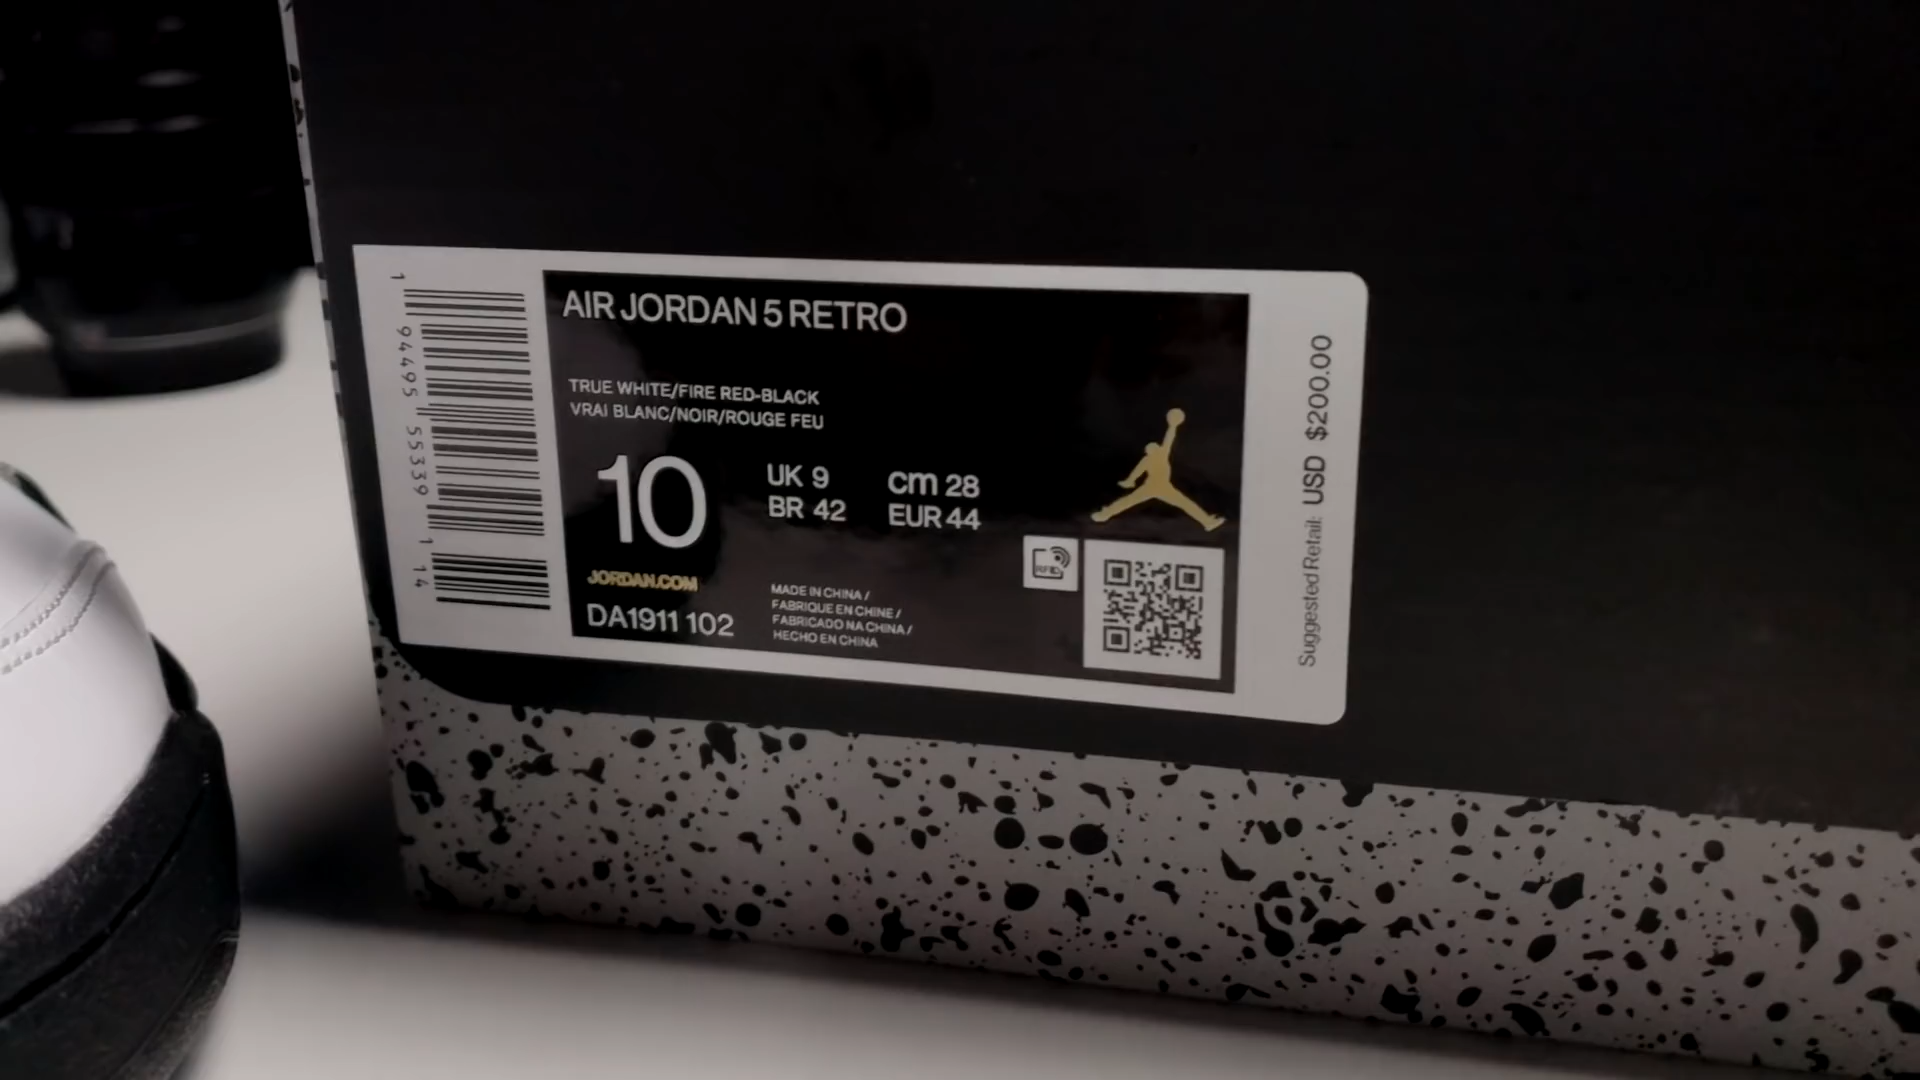 1 94495 55339 1 14
AIR JORDAN 5 RETRO
TRUE WHITE/FIRE RED-BLACK
VRAI BLANC/NOIR/ROUGE FEU
10
UK 9
BR 42
cm 28
EUR 44
JORDAN.COM
DA1911 102
MADE IN CHINA /
FABRIQUE EN CHINE /
FABRICADO NA CHINA /
HECHO EN CHINA
RFID
Suggested Retail: USD $200.00